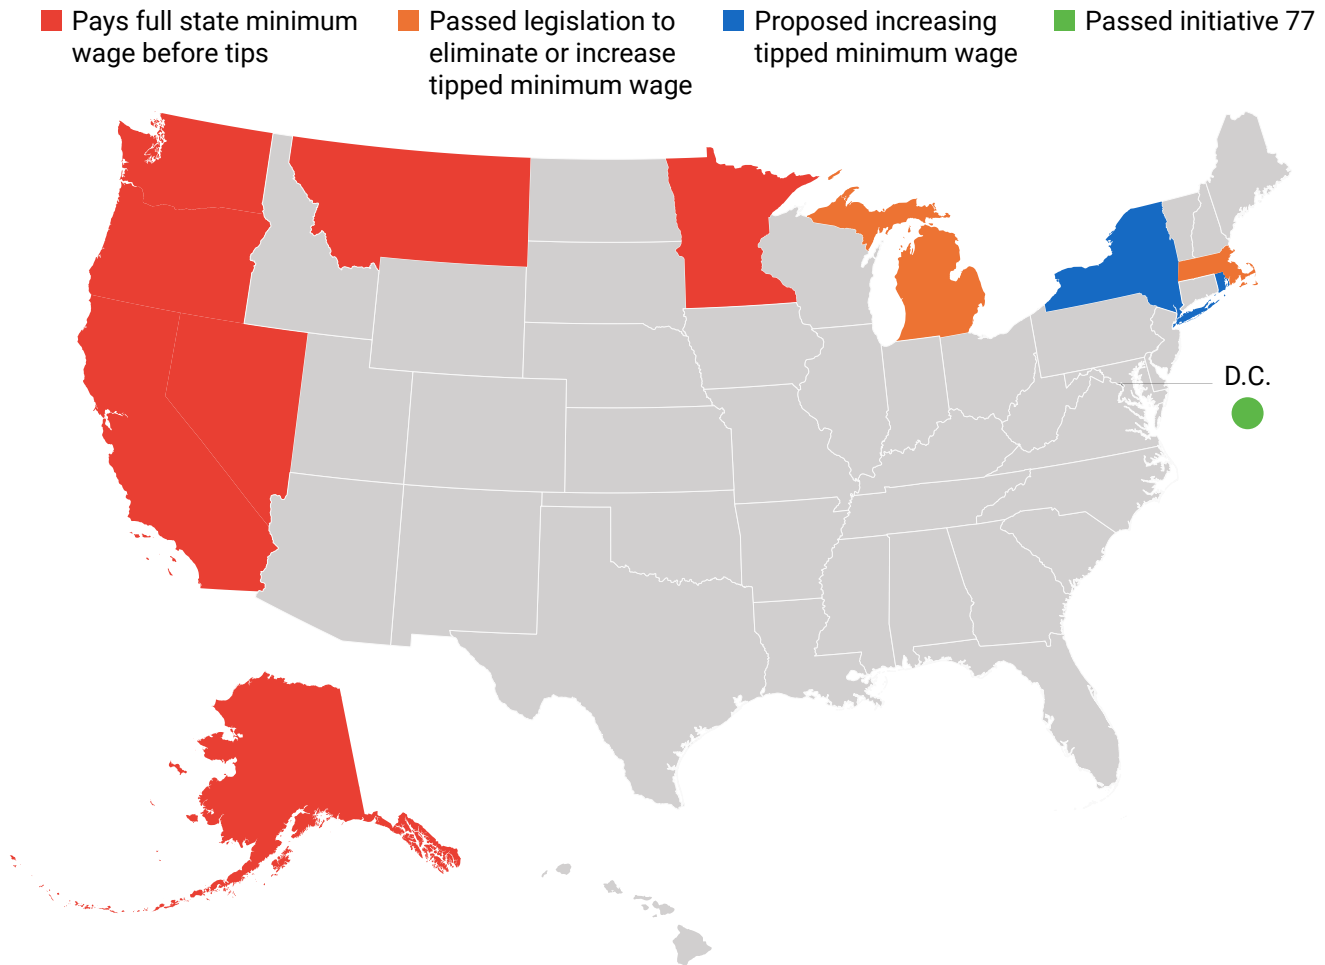 Pays full state minimum
wage before tips
Passed legislation to
eliminate or increase
tipped minimum wage
Proposed increasing
tipped minimum wage
Passed initiative 77
D.C.